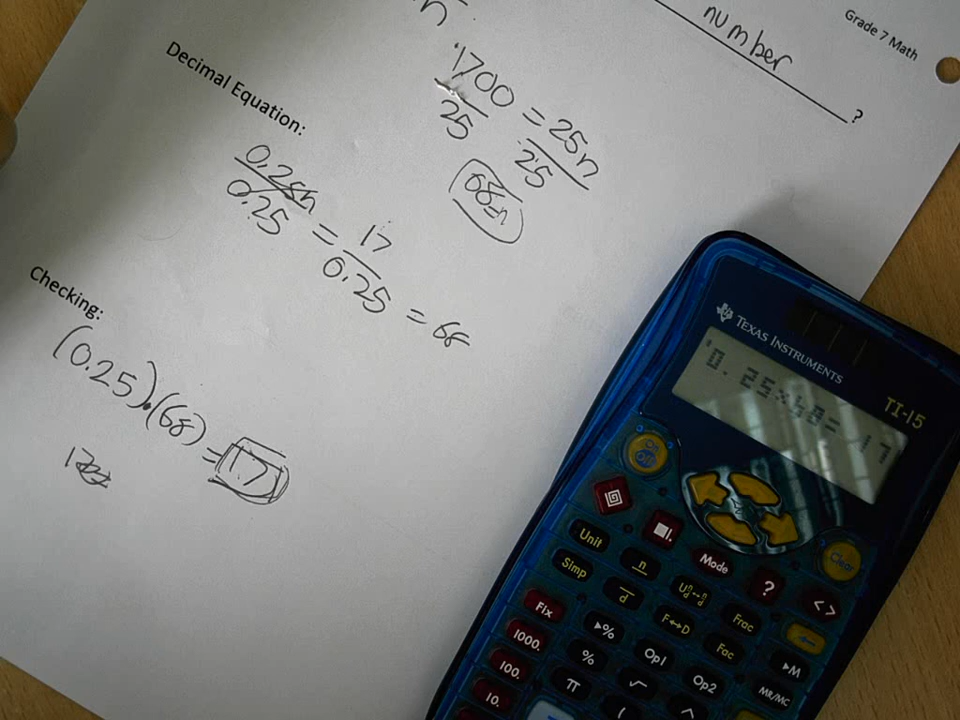 Grade 7 Math
number
?
1700/25 = 25n/25
68=n
Decimal Equation:
0.25n/0.25 = 17/0.25 = 68
Checking:
(0.25)·(68) = 17
TEXAS INSTRUMENTS
TI-15
0.25×68= 17
On
Off
Clear
Unit
n
Mode
?
< >
Simp
d
U n/d↔n/d
Frac
←
Fix
▸%
F↔D
Fac
▸M
1000.
%
Op1
Op2
MR/MC
100.
π
√
^
10.
(